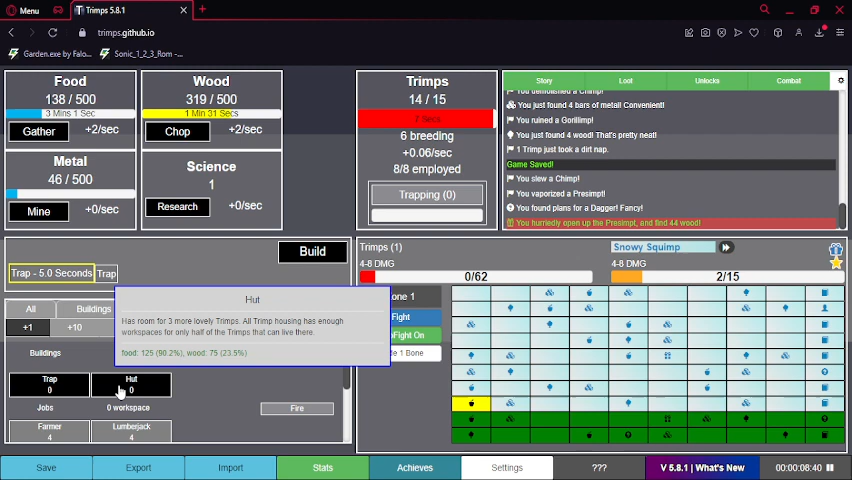 Menu
Trimps 5.8.1
trimps.github.io
Garden.exe by Falo...
Sonic_1_2_3_Rom -...
Food
138 / 500
3 Mins 1 Sec
Gather
+2/sec
Wood
319 / 500
1 Min 31 Secs
Chop
+2/sec
Metal
46 / 500
Mine
+0/sec
Science
1
Research
+0/sec
Trimps
14 / 15
7 Secs
6 breeding
+0.06/sec
8/8 employed
Trapping (0)
Story
Loot
Unlocks
Combat
You demolished a Chimp!
You just found 4 bars of metal! Convenient!
You ruined a Gorillimp!
You just found 4 wood! That's pretty neat!
1 Trimp just took a dirt nap.
Game Saved!
You slew a Chimp!
You vaporized a Presimpt!
You found plans for a Dagger! Fancy!
You hurriedly open up the Presimpt, and find 44 wood!
Build
Trap - 5.0 Seconds
Trap
All
Buildings
+1
+10
Hut
Has room for 3 more lovely Trimps. All Trimp housing has enough
workspaces for only half of the Trimps that can live there.
food: 125 (90.2%), wood: 75 (23.5%)
Buildings
Trap
0
Hut
0
Jobs
0 workspace
Fire
Farmer
4
Lumberjack
4
Trimps (1)
4-8 DMG
0/62
Snowy Squimp
4-8 DMG
2/15
one 1
Fight
oFight On
de 1 Bone
Save
Export
Import
Stats
Achieves
Settings
???
V 5.8.1 | What's New
00:00:06:40